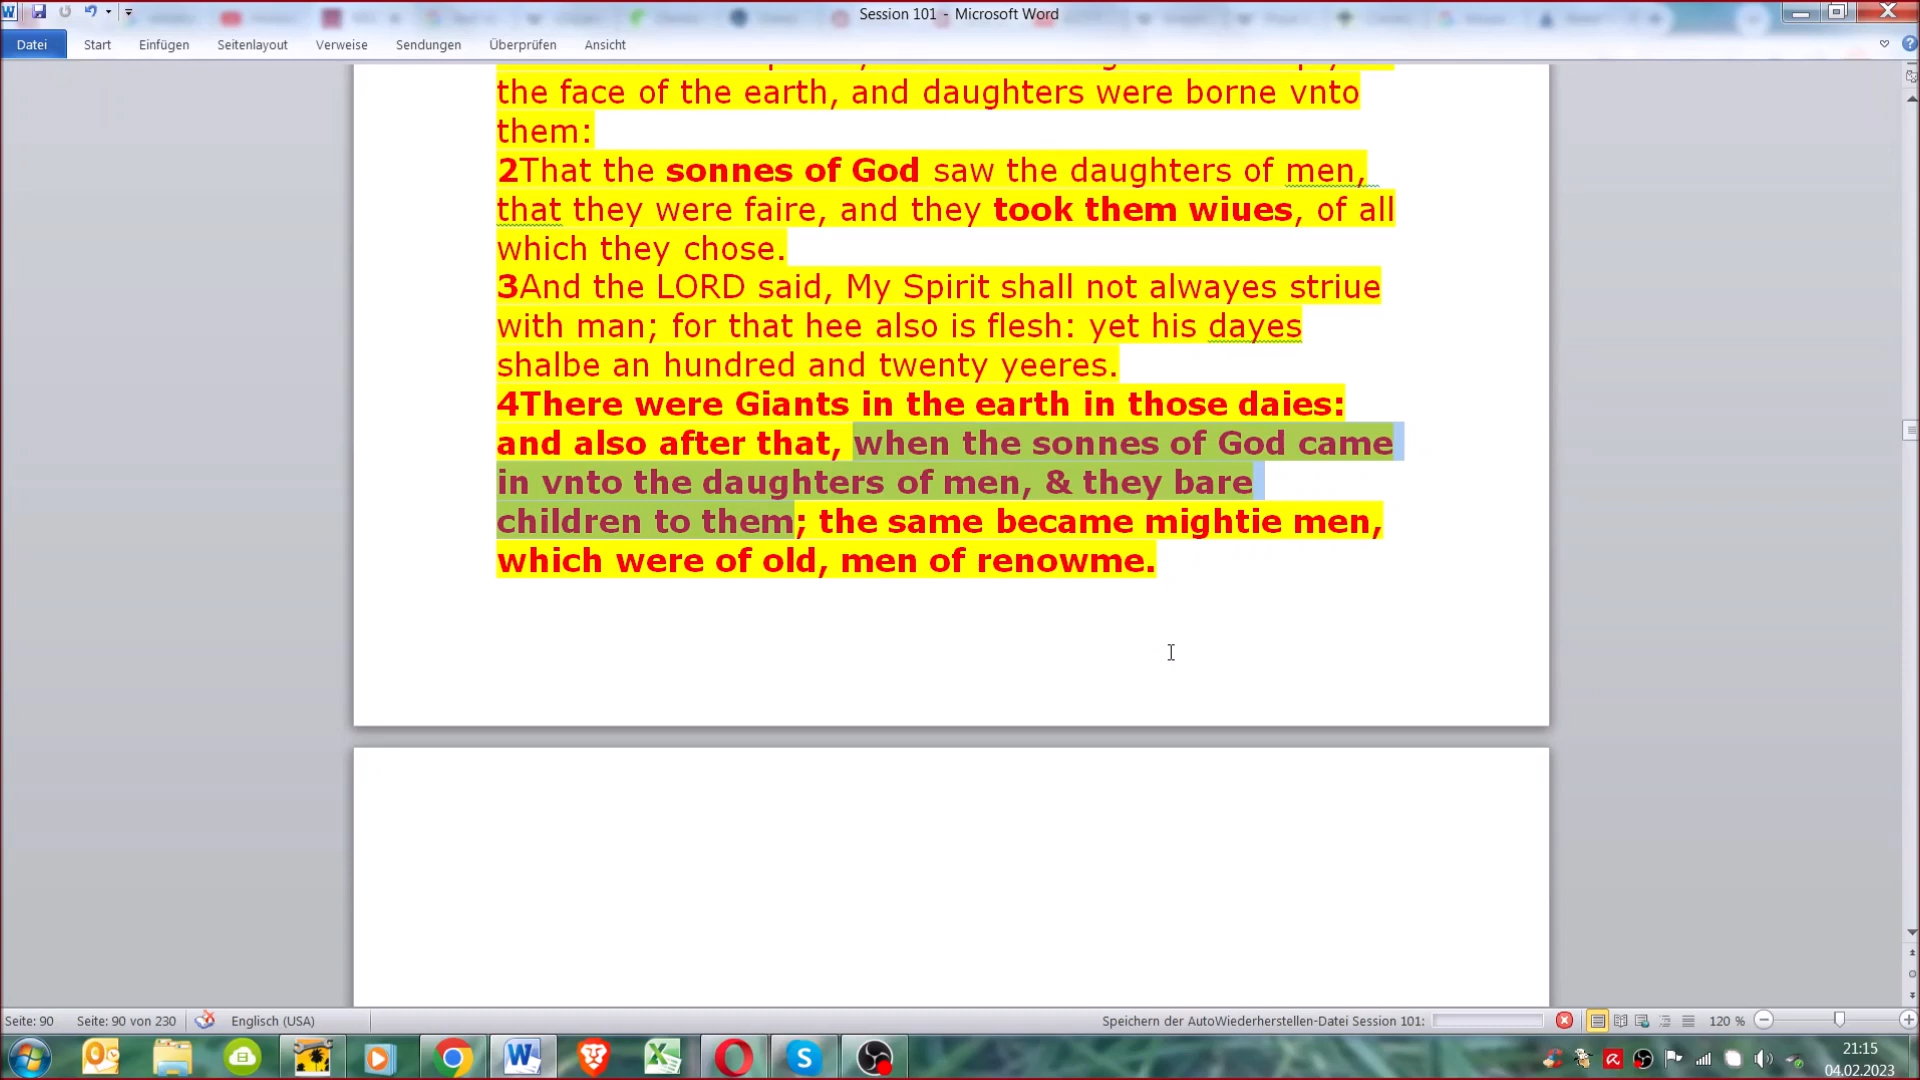 Session 101 - Microsoft Word
Datei Start Einfügen Seitenlayout Verweise Sendungen Überprüfen Ansicht
the face of the earth, and daughters were borne vnto
them:
2That the sonnes of God saw the daughters of men,
that they were faire, and they took them wiues, of all
which they chose.
3And the LORD said, My Spirit shall not alwayes striue
with man; for that hee also is flesh: yet his dayes
shalbe an hundred and twenty yeeres.
4There were Giants in the earth in those daies:
and also after that, when the sonnes of God came
in vnto the daughters of men, & they bare
children to them; the same became mightie men,
which were of old, men of renowme.
Seite: 90 Seite: 90 von 230 Englisch (USA) Speichern der AutoWiederherstellen-Datei Session 101: 120 %
21:15
04.02.2023